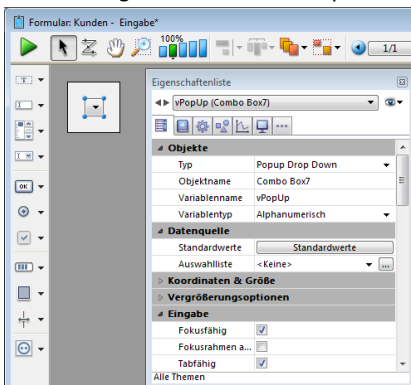 Formular: Kunden - Eingabe*
100%
1/1
Eigenschaftenliste
vPopUp (Combo Box7)
Objekte
Typ Popup Drop Down
Objektname Combo Box7
Variablenname vPopUp
Variablentyp Alphanumerisch
Datenquelle
Standardwerte Standardwerte
Auswahlliste <Keine> ...
Koordinaten & Größe
Vergrößerungsoptionen
Eingabe
Fokusfähig
Fokusrahmen a...
Tabfähig
Alle Themen
OK